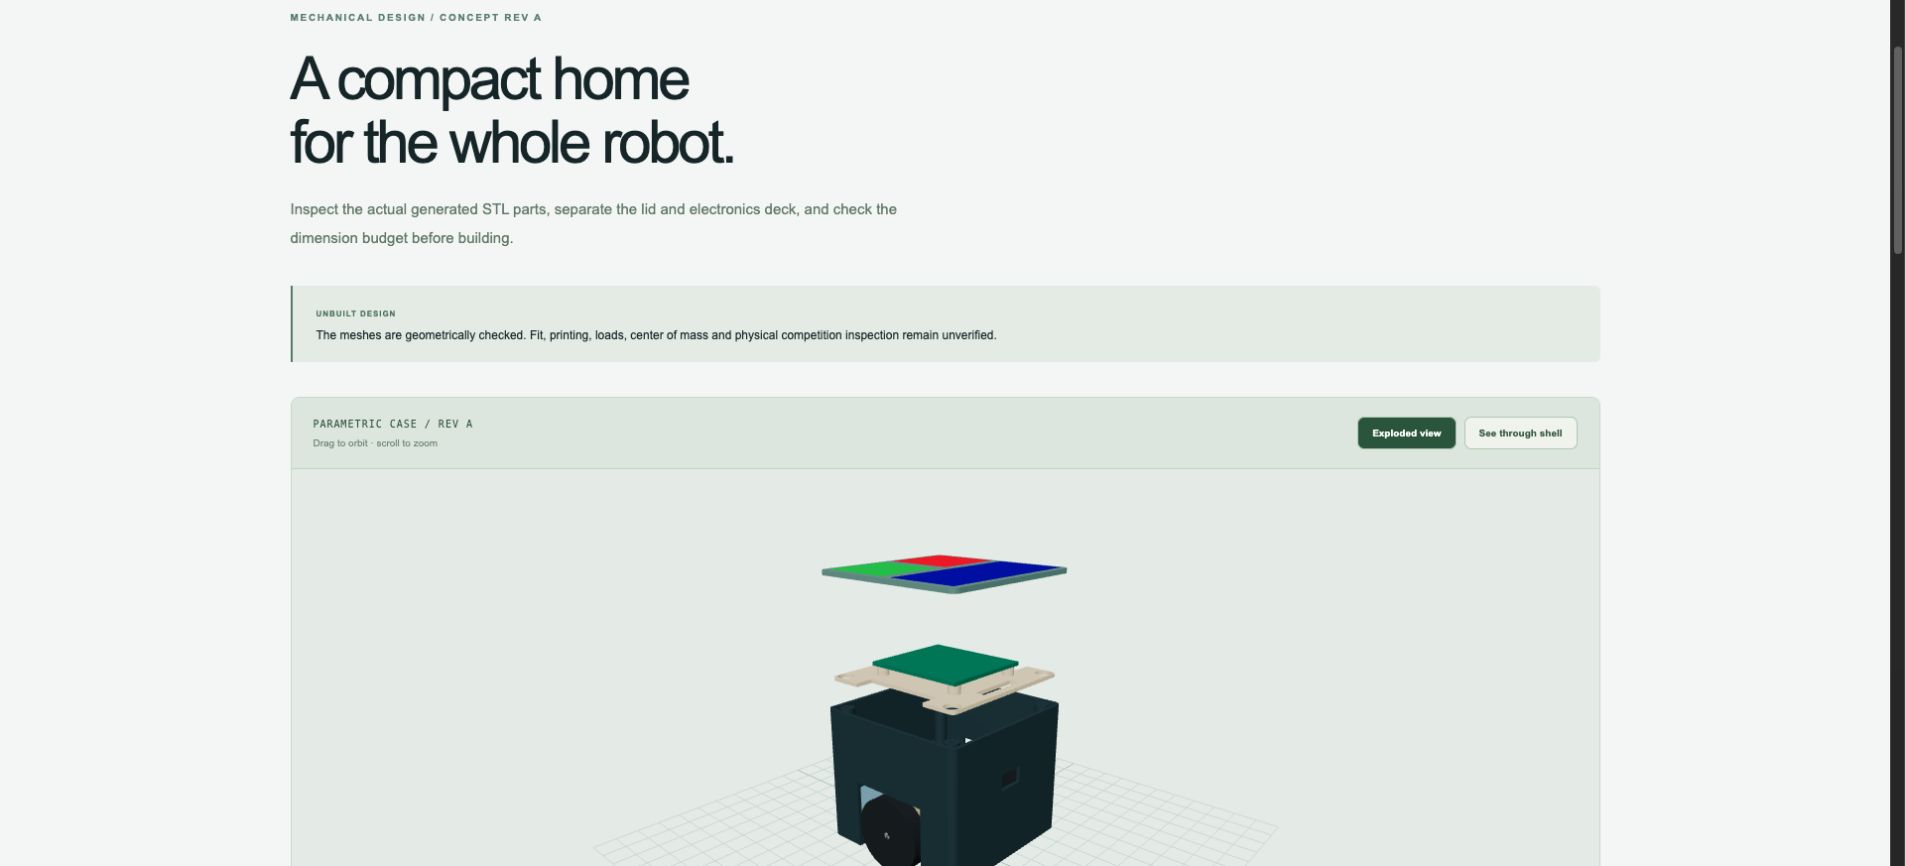 MECHANICAL DESIGN / CONCEPT REV A
A compact home
for the whole robot.
Inspect the actual generated STL parts, separate the lid and electronics deck, and check the
dimension budget before building.
UNBUILT DESIGN
The meshes are geometrically checked. Fit, printing, loads, center of mass and physical competition inspection remain unverified.
PARAMETRIC CASE / REV A
Drag to orbit · scroll to zoom
Exploded view
See through shell